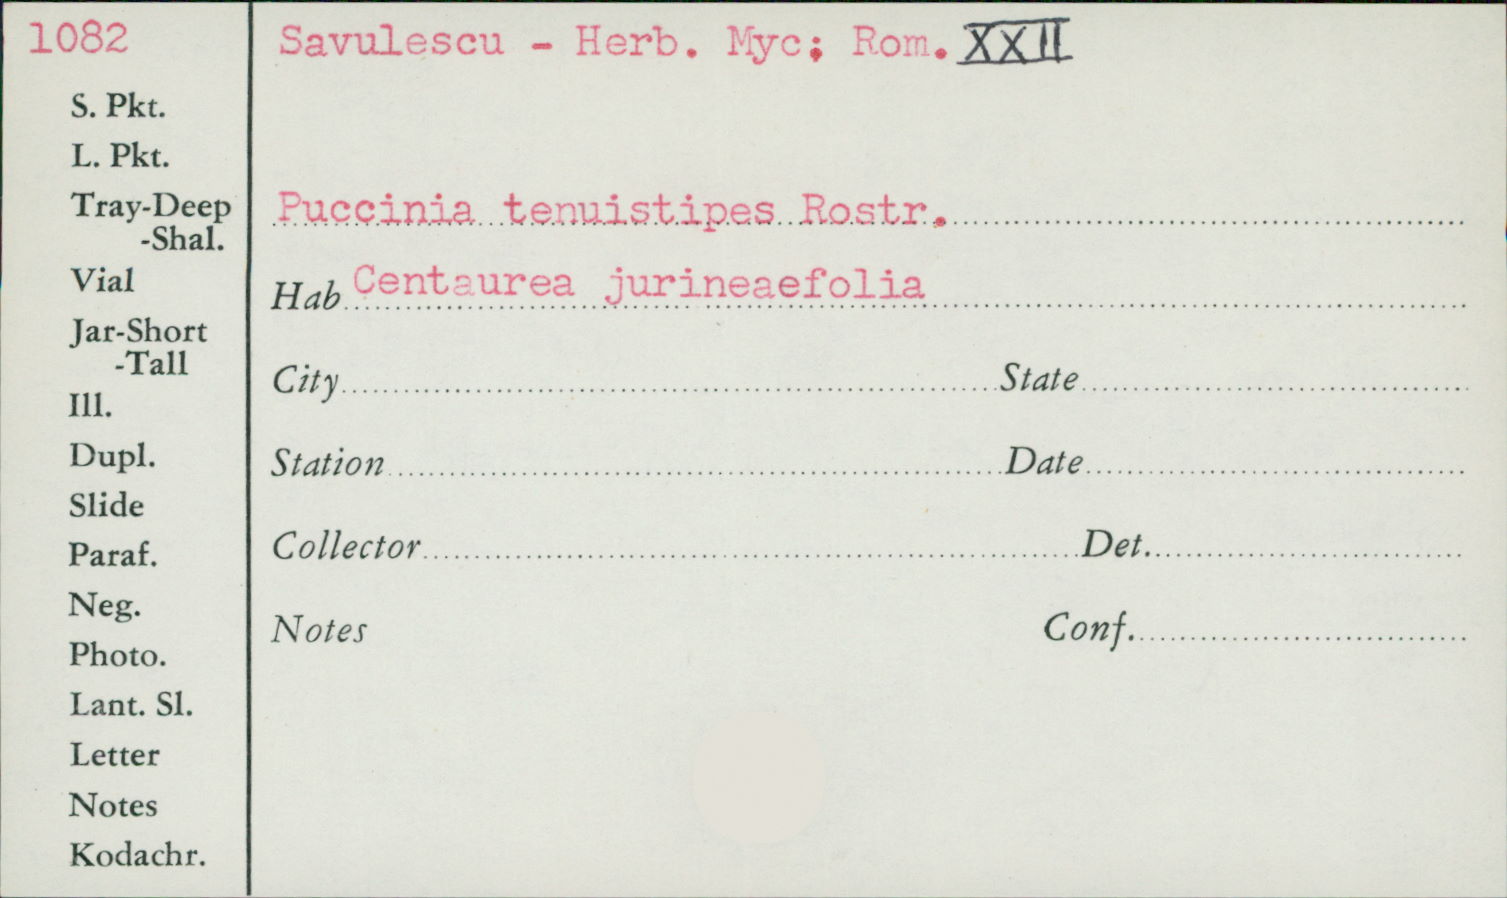 1082
Savulescu - Herb. Myc; Rom. XXII
S. Pkt.
L. Pkt.
Tray-Deep
-Shal.
Vial
Jar-Short
-Tall
Ill.
Dupl.
Slide
Paraf.
Neg.
Photo.
Lant. Sl.
Letter
Notes
Kodachr.
Puccinia tenuistipes Rostr.
Hab Centaurea jurineaefolia
City State
Station Date
Collector Det.
Notes Conf.